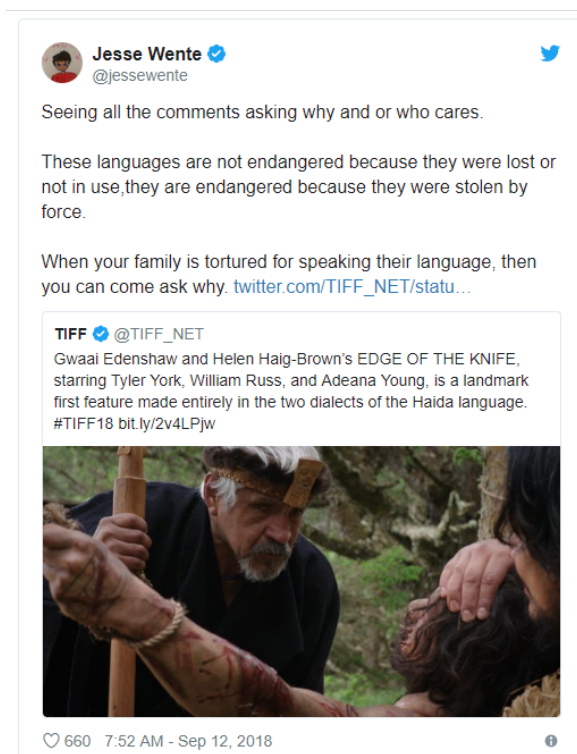 Jesse Wente
@jessewente
Seeing all the comments asking why and or who cares.
These languages are not endangered because they were lost or
not in use,they are endangered because they were stolen by
force.
When your family is tortured for speaking their language, then
you can come ask why. twitter.com/TIFF_NET/statu…
TIFF @TIFF_NET
Gwaai Edenshaw and Helen Haig-Brown's EDGE OF THE KNIFE,
starring Tyler York, William Russ, and Adeana Young, is a landmark
first feature made entirely in the two dialects of the Haida language.
#TIFF18 bit.ly/2v4LPjw
660 7:52 AM - Sep 12, 2018